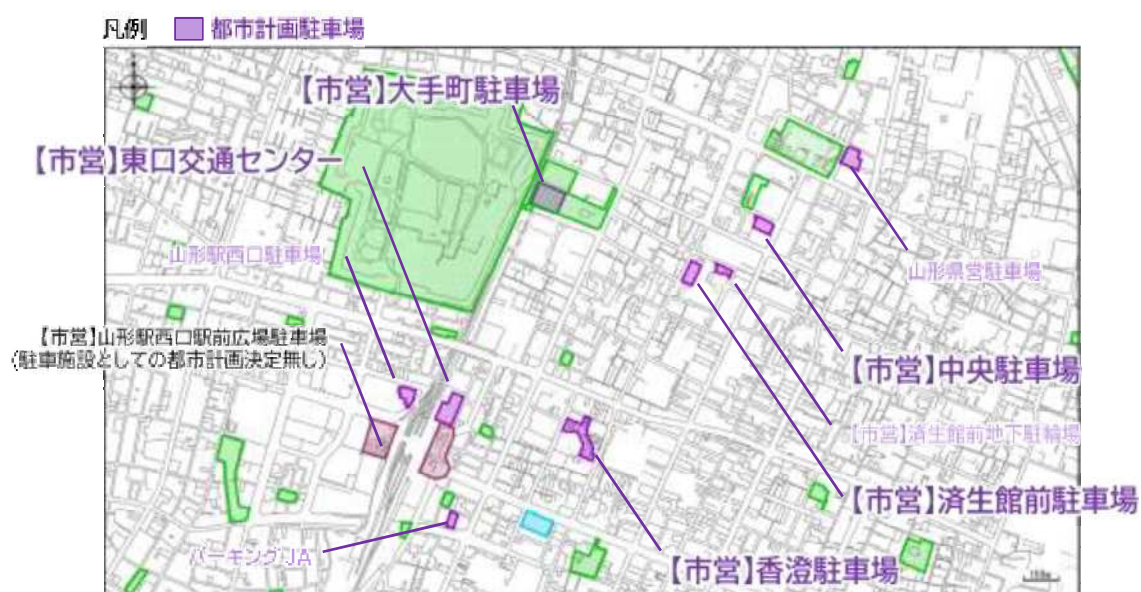 凡例 都市計画駐車場
【市営】大手町駐車場
【市営】東口交通センター
山形駅西口駐車場
山形県営駐車場
【市営】山形駅西口駅前広場駐車場
（駐車施設としての都市計画決定無し）
【市営】中央駐車場
【市営】済生館前地下駐輪場
【市営】済生館前駐車場
パーキングJA
【市営】香澄駐車場